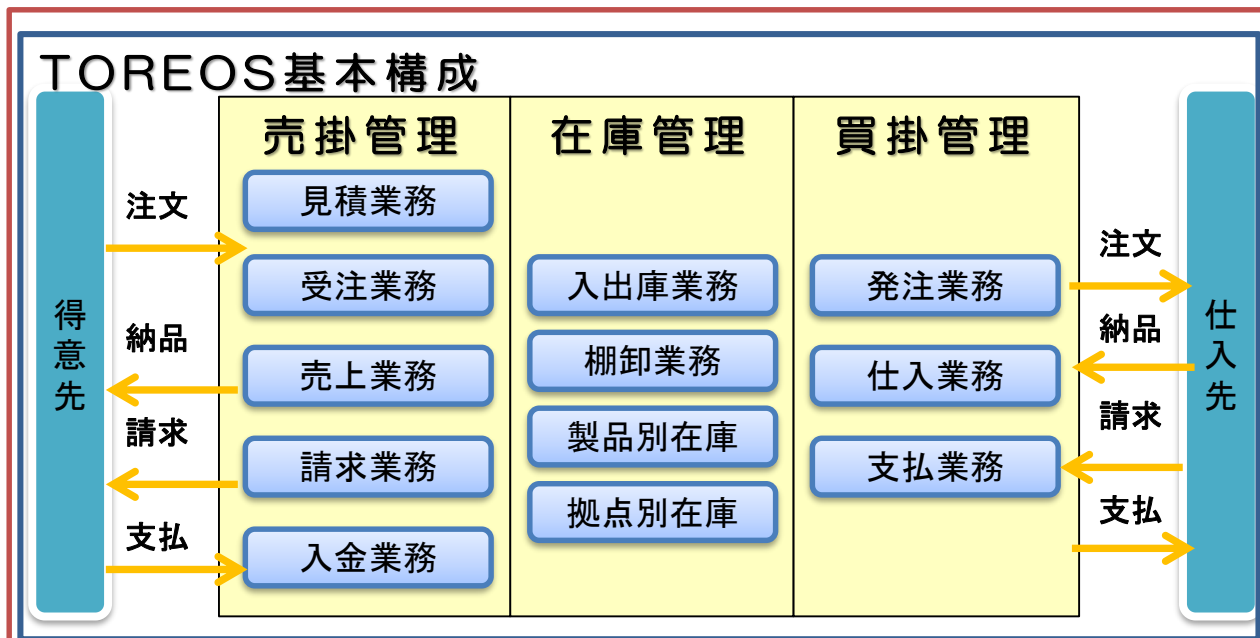 TOREOS基本構成
得意先
注文
納品
請求
支払
売掛管理
見積業務
受注業務
売上業務
請求業務
入金業務
在庫管理
入出庫業務
棚卸業務
製品別在庫
拠点別在庫
買掛管理
発注業務
仕入業務
支払業務
注文
納品
請求
支払
仕入先